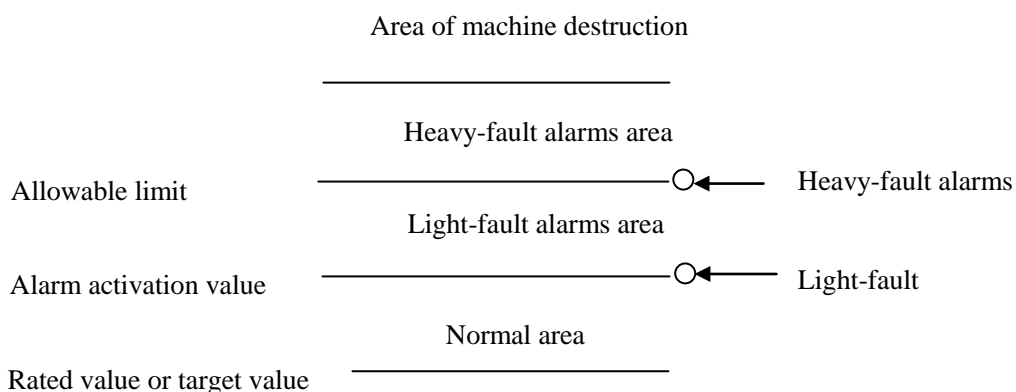 Area of machine destruction
Heavy-fault alarms area
Allowable limit
Heavy-fault alarms
Light-fault alarms area
Alarm activation value
Light-fault
Normal area
Rated value or target value